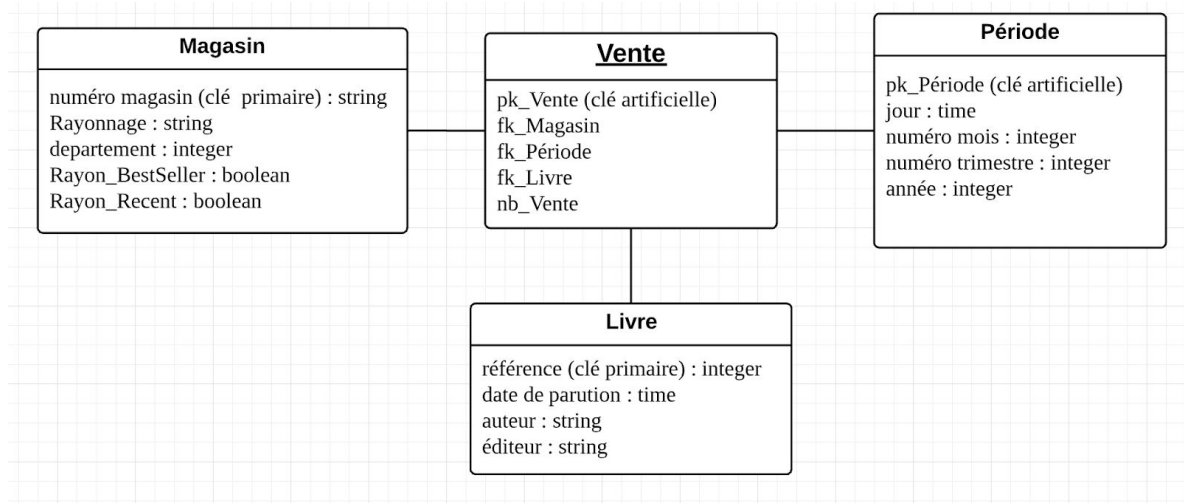 Magasin
numéro magasin (clé primaire) : string
Rayonnage : string
departement : integer
Rayon_BestSeller : boolean
Rayon_Recent : boolean
Vente
pk_Vente (clé artificielle)
fk_Magasin
fk_Période
fk_Livre
nb_Vente
Période
pk_Période (clé artificielle)
jour : time
numéro mois : integer
numéro trimestre : integer
année : integer
Livre
référence (clé primaire) : integer
date de parution : time
auteur : string
éditeur : string